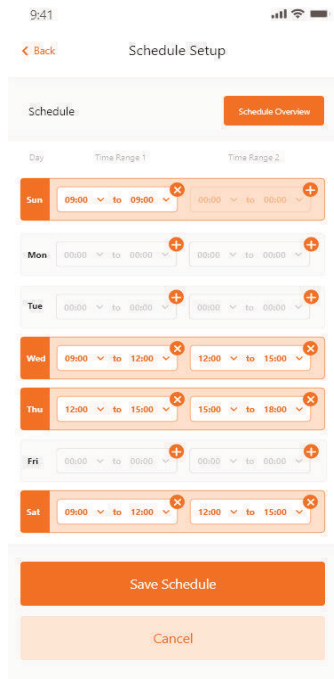 9:41
Back Schedule Setup
Schedule Schedule Overview
Day Time Range 1 Time Range 2
Sun 09:00 to 09:00 00:00 to 00:00
Mon 00:00 to 00:00 00:00 to 00:00
Tue 00:00 to 00:00 00:00 to 00:00
Wed 09:00 to 12:00 12:00 to 15:00
Thu 12:00 to 15:00 15:00 to 18:00
Fri 00:00 to 00:00 00:00 to 00:00
Sat 09:00 to 12:00 12:00 to 15:00
Save Schedule
Cancel